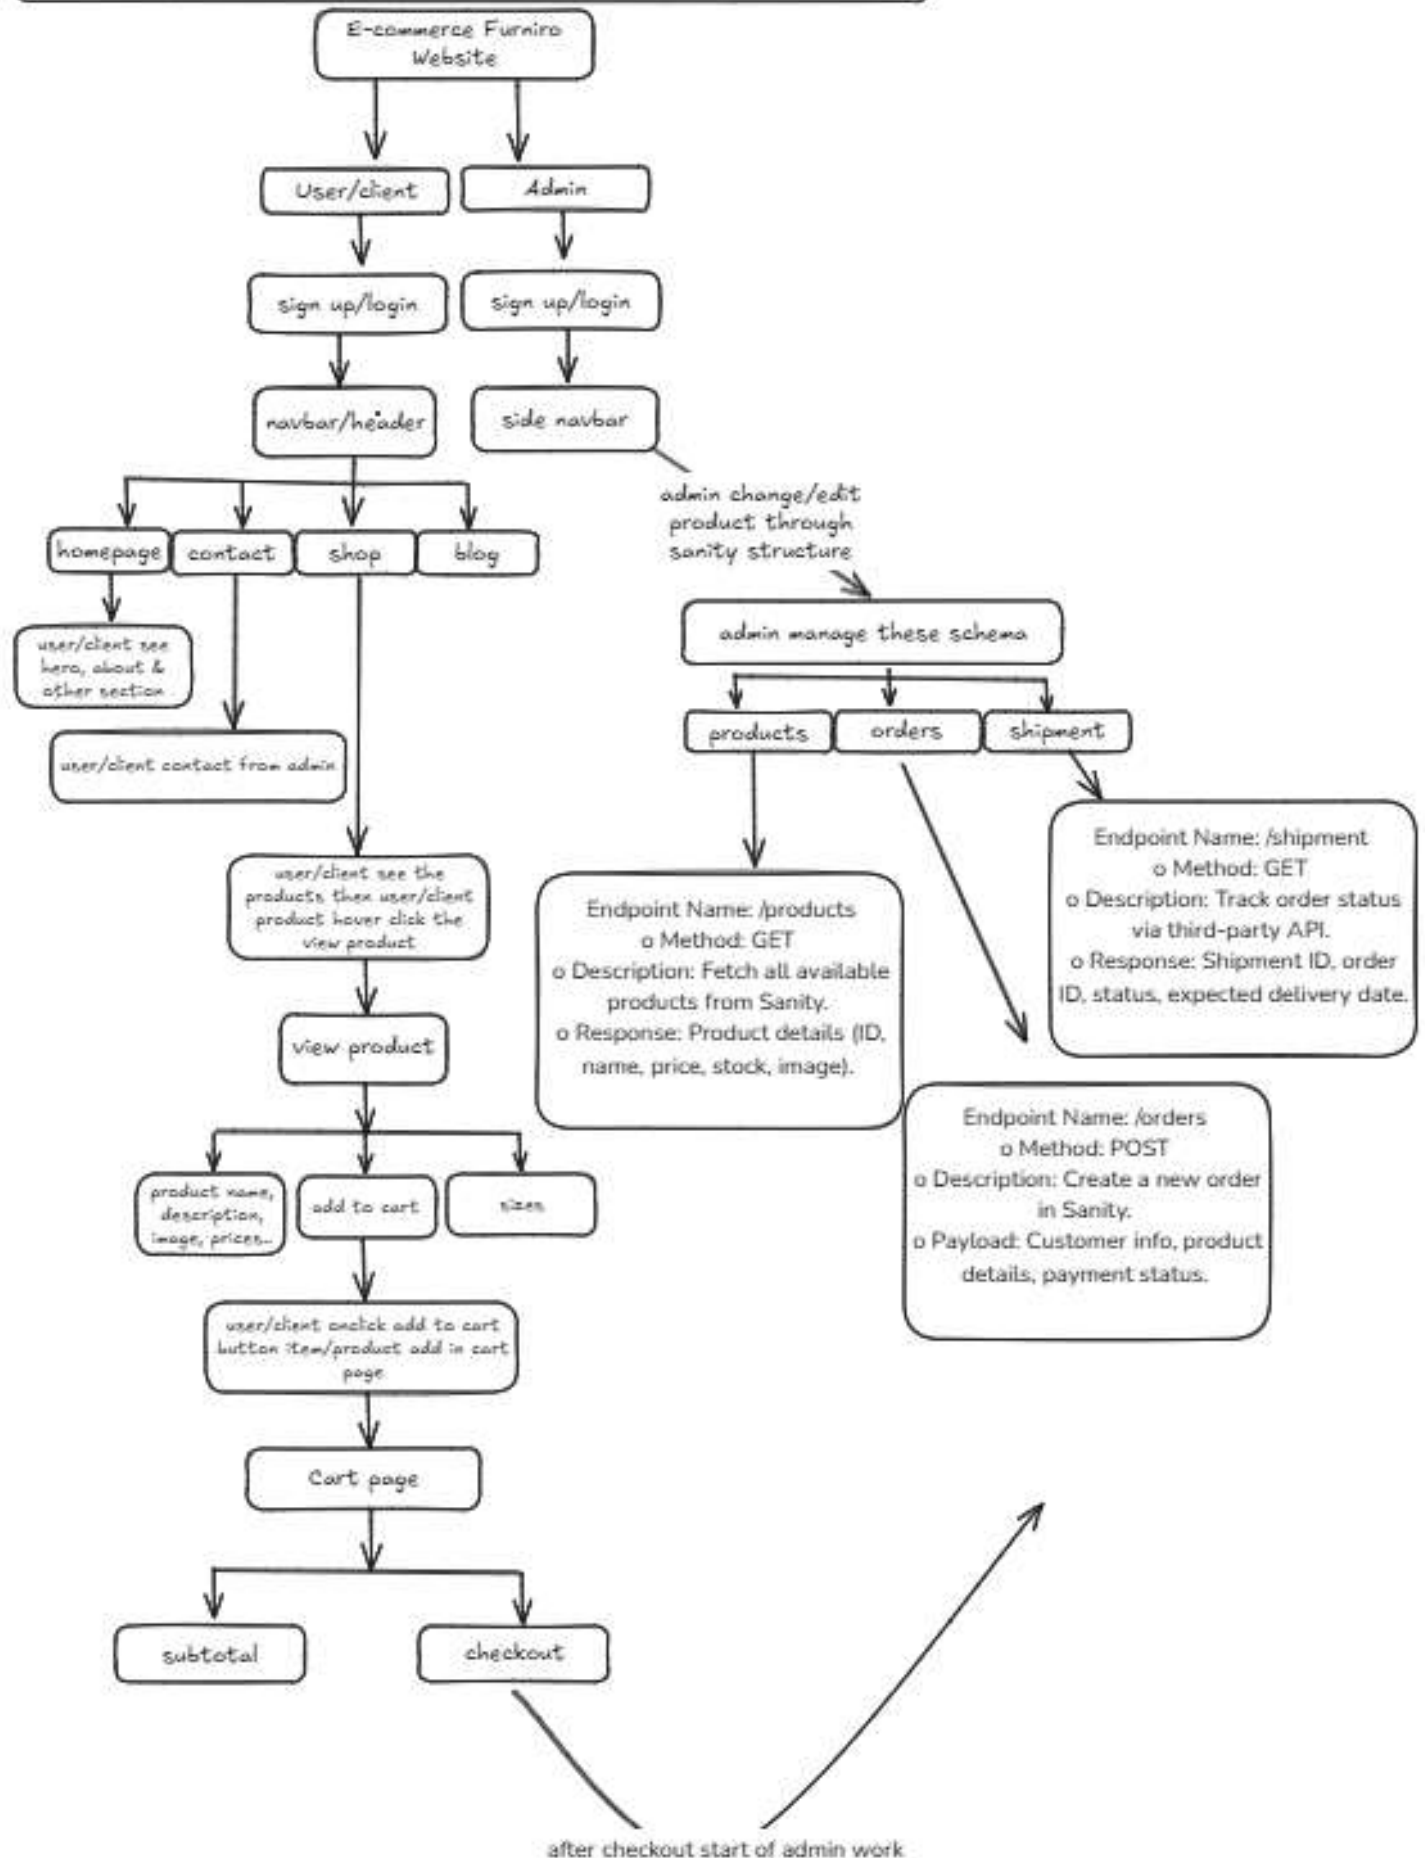 E-commerce Furniro
Website
User/client
Admin
sign up/login
sign up/login
navbar/header
side navbar
admin change/edit
product through
sanity structure
homepage
contact
shop
blog
user/client see
hero, about &
other section
admin manage these schema
products
orders
shipment
user/client contact from admin
Endpoint Name: /shipment
o Method: GET
o Description: Track order status
via third-party API.
o Response: Shipment ID, order
ID, status, expected delivery date.
user/client see the
products then user/client
product hover click the
view product
Endpoint Name: /products
o Method: GET
o Description: Fetch all available
products from Sanity.
o Response: Product details (ID,
name, price, stock, image).
view product
Endpoint Name: /orders
o Method: POST
o Description: Create a new order
in Sanity.
o Payload: Customer info, product
details, payment status.
product name,
description,
image, prices..
add to cart
sizes
user/client onclick add to cart
button item/product add in cart
page
Cart page
subtotal
checkout
after checkout start of admin work